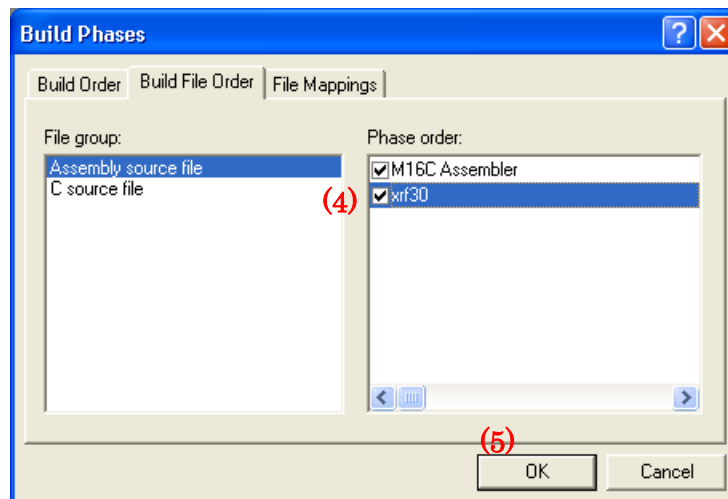 Build Phases
Build Order Build File Order File Mappings
File group:
Assembly source file
C source file
Phase order:
M16C Assembler
(4)
xrf30
(5)
OK Cancel